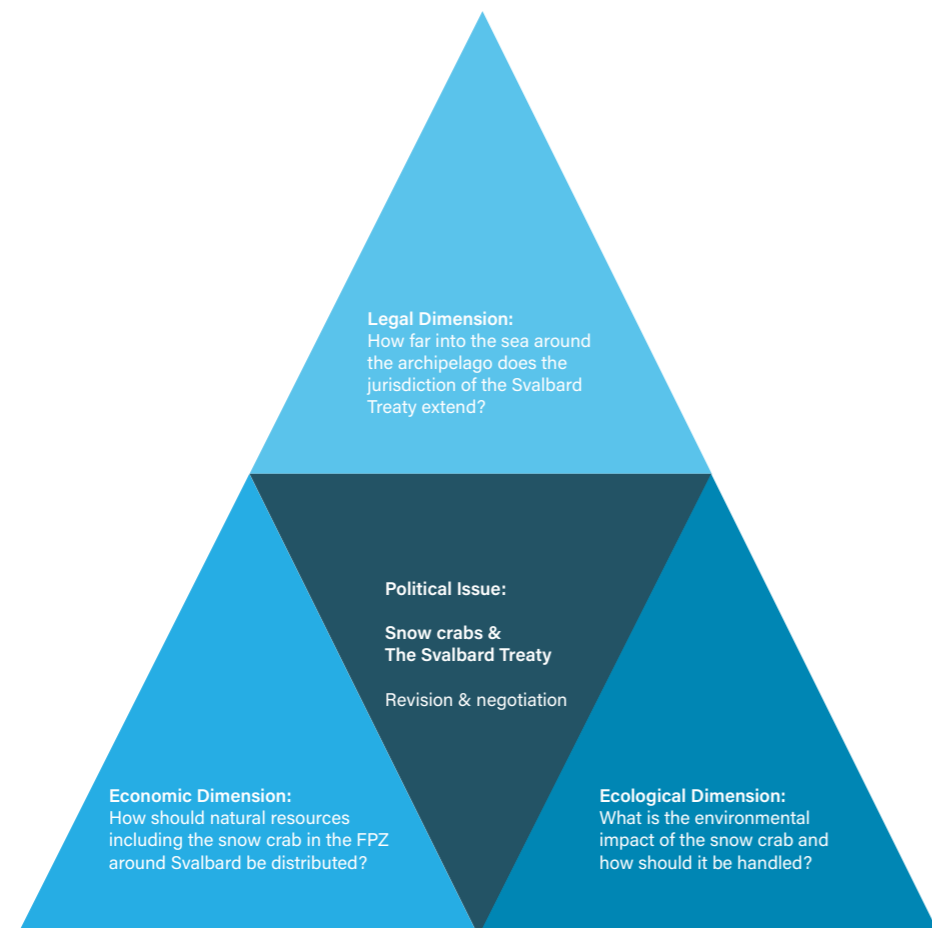 Legal Dimension:
How far into the sea around
the archipelago does the
jurisdiction of the Svalbard
Treaty extend?
Political Issue:
Snow crabs &
The Svalbard Treaty
Revision & negotiation
Economic Dimension:
How should natural resources
including the snow crab in the FPZ
around Svalbard be distributed?
Ecological Dimension:
What is the environmental
impact of the snow crab and
how should it be handled?